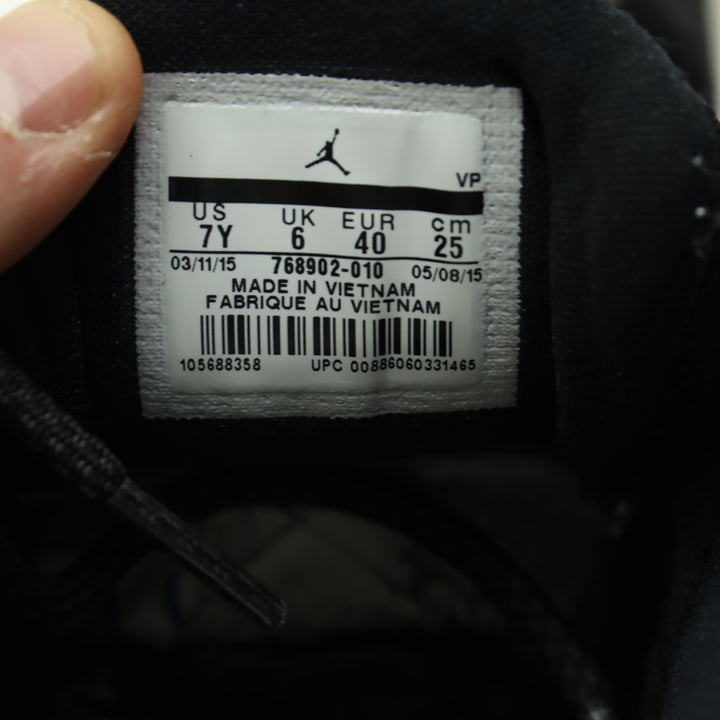 VP
US UK EUR cm
7Y 6 40 25
03/11/15 768902-010 05/08/15
MADE IN VIETNAM
FABRIQUE AU VIETNAM
105688358 UPC 00886060331465